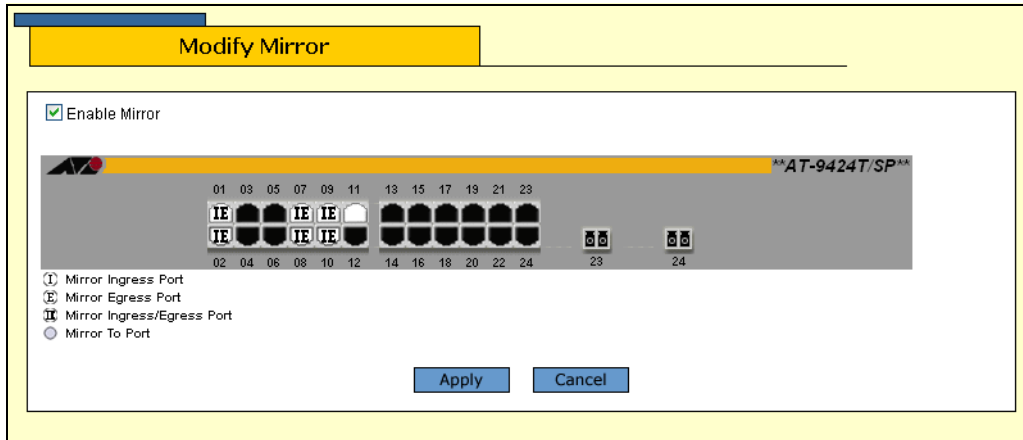 Modify Mirror
Enable Mirror
**AT-9424T/SP**
01 03 05 07 09 11 13 15 17 19 21 23
IE IE IE
IE IE IE
02 04 06 08 10 12 14 16 18 20 22 24 23 24
I Mirror Ingress Port
E Mirror Egress Port
IE Mirror Ingress/Egress Port
Mirror To Port
Apply Cancel